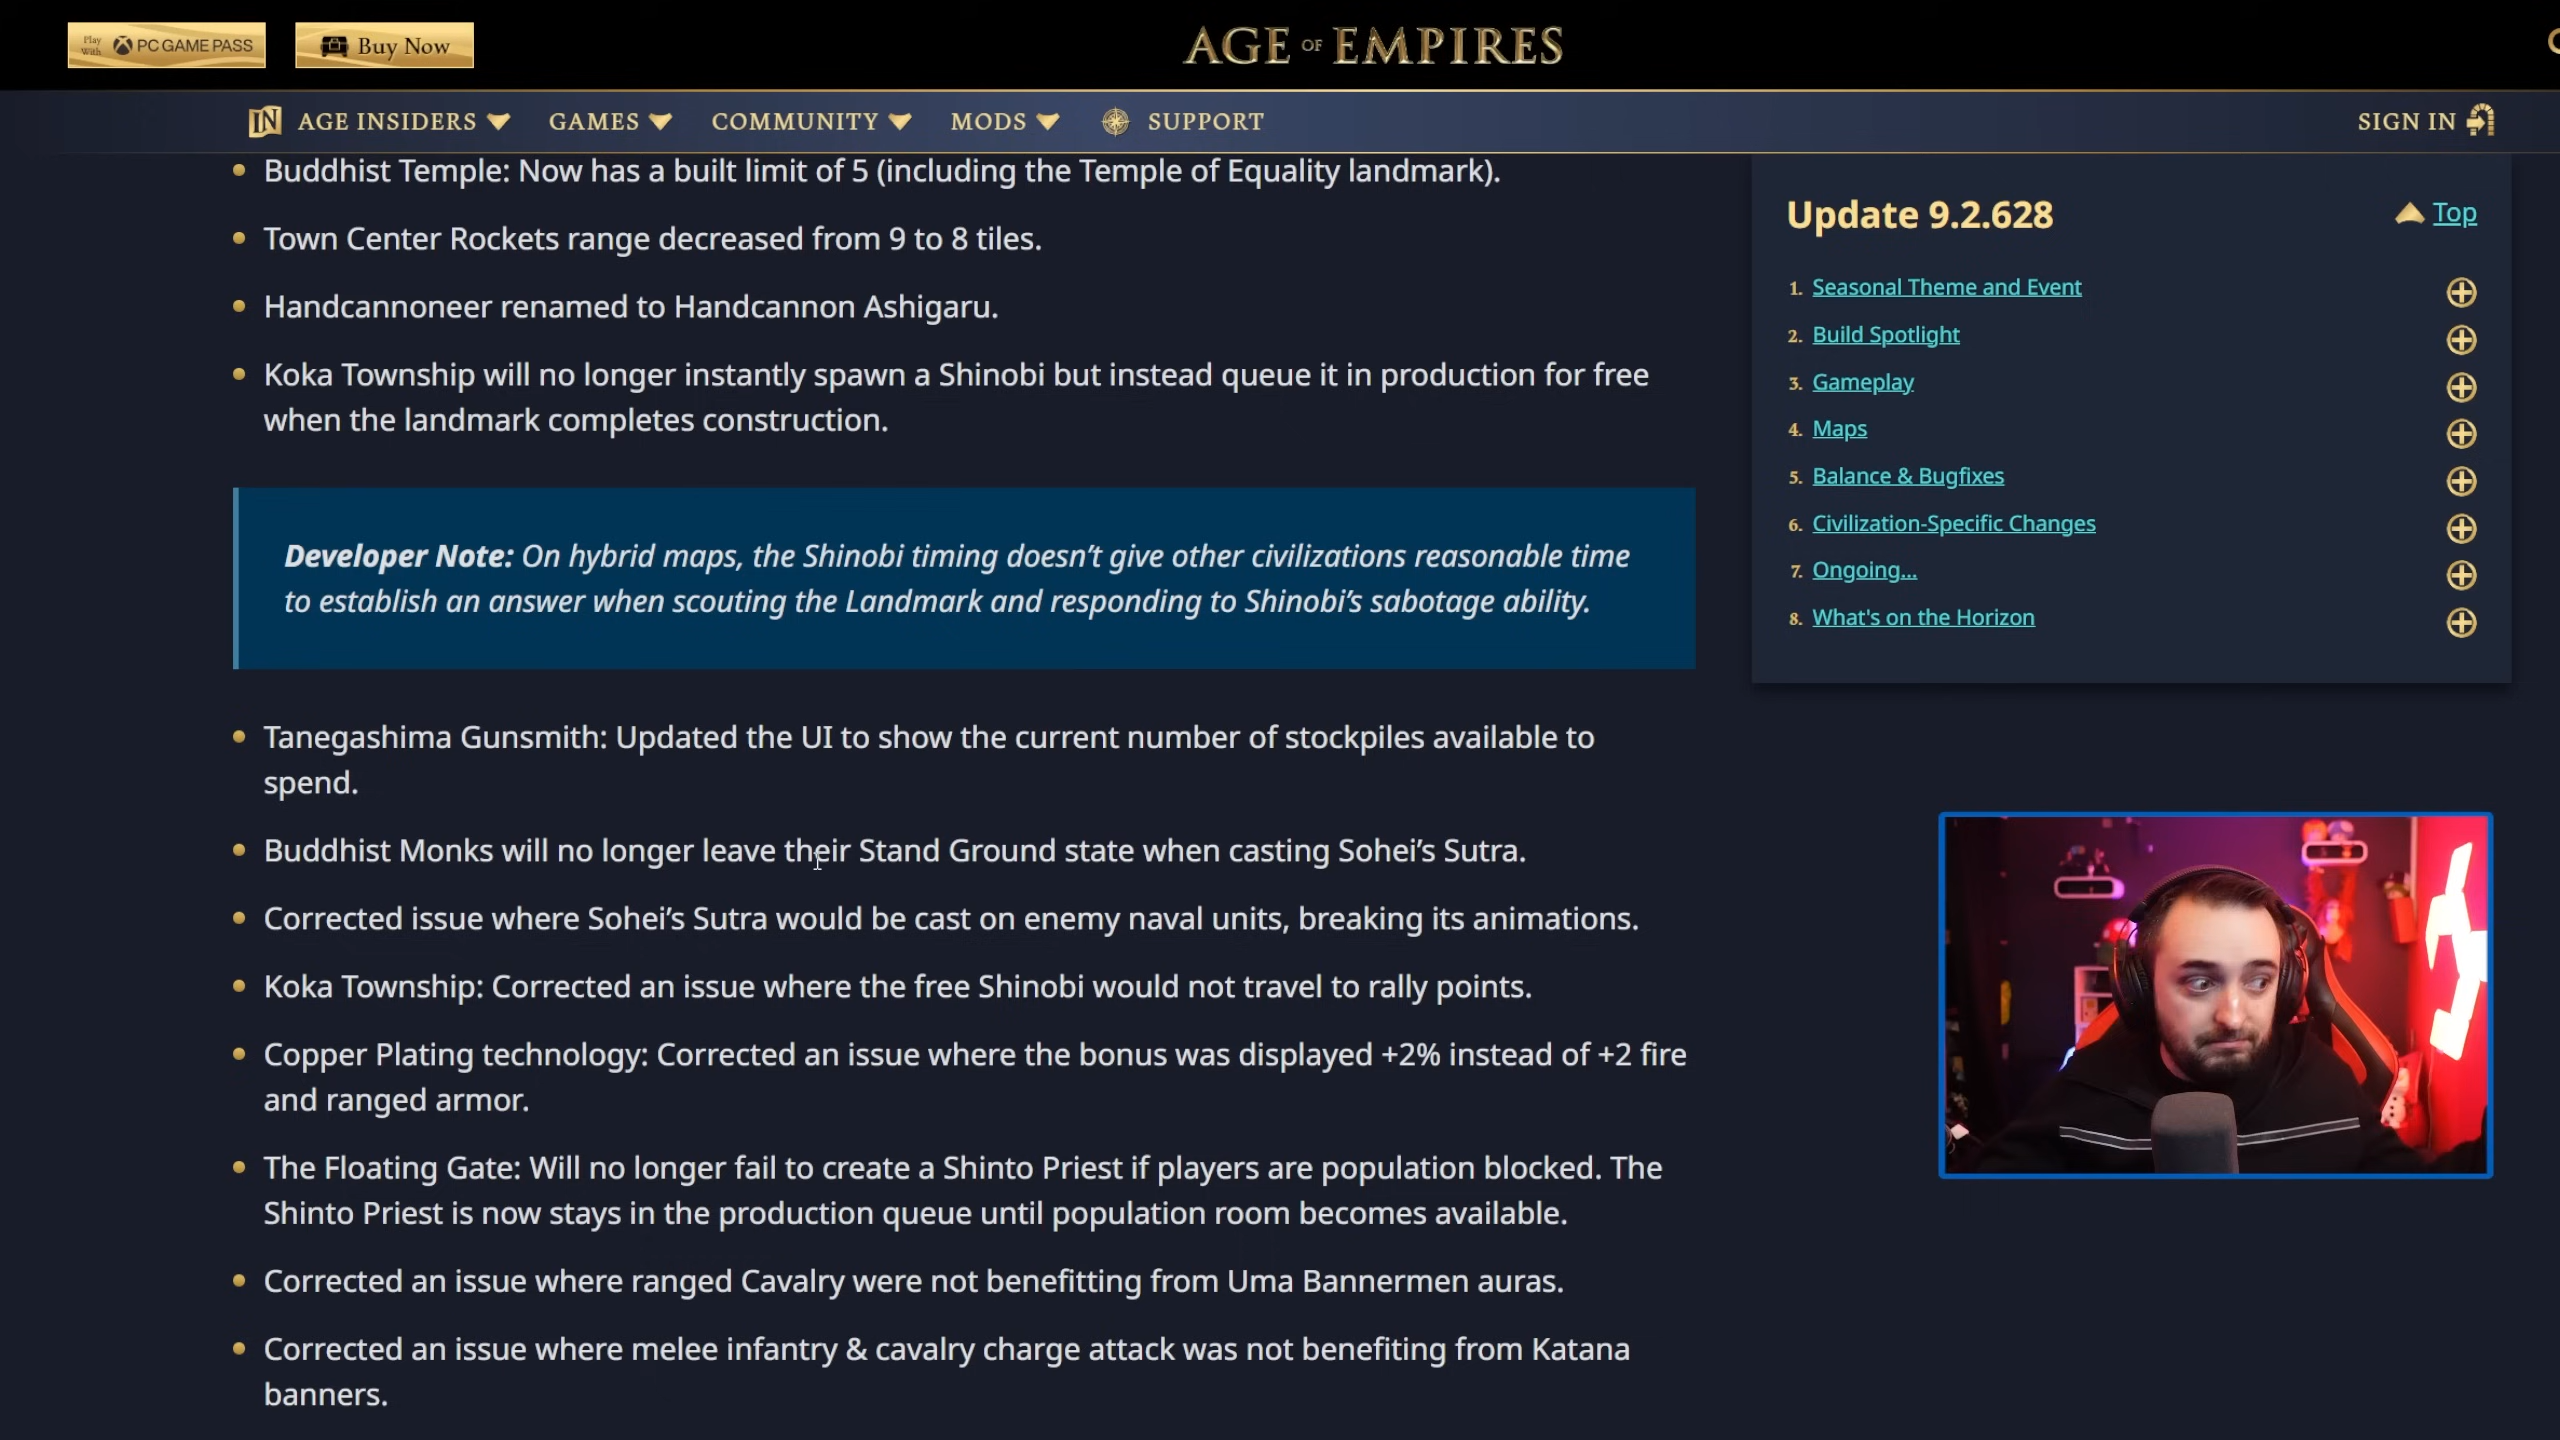 Play With PC GAME PASS
Buy Now
AGE OF EMPIRES
IN AGE INSIDERS
GAMES
COMMUNITY
MODS
SUPPORT
SIGN IN
Buddhist Temple: Now has a built limit of 5 (including the Temple of Equality landmark).
Town Center Rockets range decreased from 9 to 8 tiles.
Handcannoneer renamed to Handcannon Ashigaru.
Koka Township will no longer instantly spawn a Shinobi but instead queue it in production for free
when the landmark completes construction.
Developer Note: On hybrid maps, the Shinobi timing doesn’t give other civilizations reasonable time
to establish an answer when scouting the Landmark and responding to Shinobi’s sabotage ability.
Tanegashima Gunsmith: Updated the UI to show the current number of stockpiles available to
spend.
Buddhist Monks will no longer leave their Stand Ground state when casting Sohei’s Sutra.
Corrected issue where Sohei’s Sutra would be cast on enemy naval units, breaking its animations.
Koka Township: Corrected an issue where the free Shinobi would not travel to rally points.
Copper Plating technology: Corrected an issue where the bonus was displayed +2% instead of +2 fire
and ranged armor.
The Floating Gate: Will no longer fail to create a Shinto Priest if players are population blocked. The
Shinto Priest is now stays in the production queue until population room becomes available.
Corrected an issue where ranged Cavalry were not benefitting from Uma Bannermen auras.
Corrected an issue where melee infantry & cavalry charge attack was not benefiting from Katana
banners.
Update 9.2.628
Top
1. Seasonal Theme and Event
2. Build Spotlight
3. Gameplay
4. Maps
5. Balance & Bugfixes
6. Civilization-Specific Changes
7. Ongoing...
8. What's on the Horizon